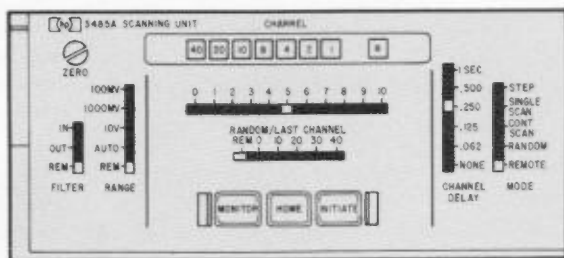 hp 5485A SCANNING UNIT
CHANNEL
40 20 10 8 4 2 1
ZERO
100MV
1000MV
10V
AUTO
REM
RANGE
IN
OUT
REM
FILTER
0 1 2 3 4 5 6 7 8 9 10
RANDOM/LAST CHANNEL
REM 0 10 20 30 40
MONITOR HOME INITIATE
1 SEC
.500
.250
.125
.062
NONE
CHANNEL
DELAY
STEP
SINGLE
SCAN
CONT
SCAN
RANDOM
REMOTE
MODE